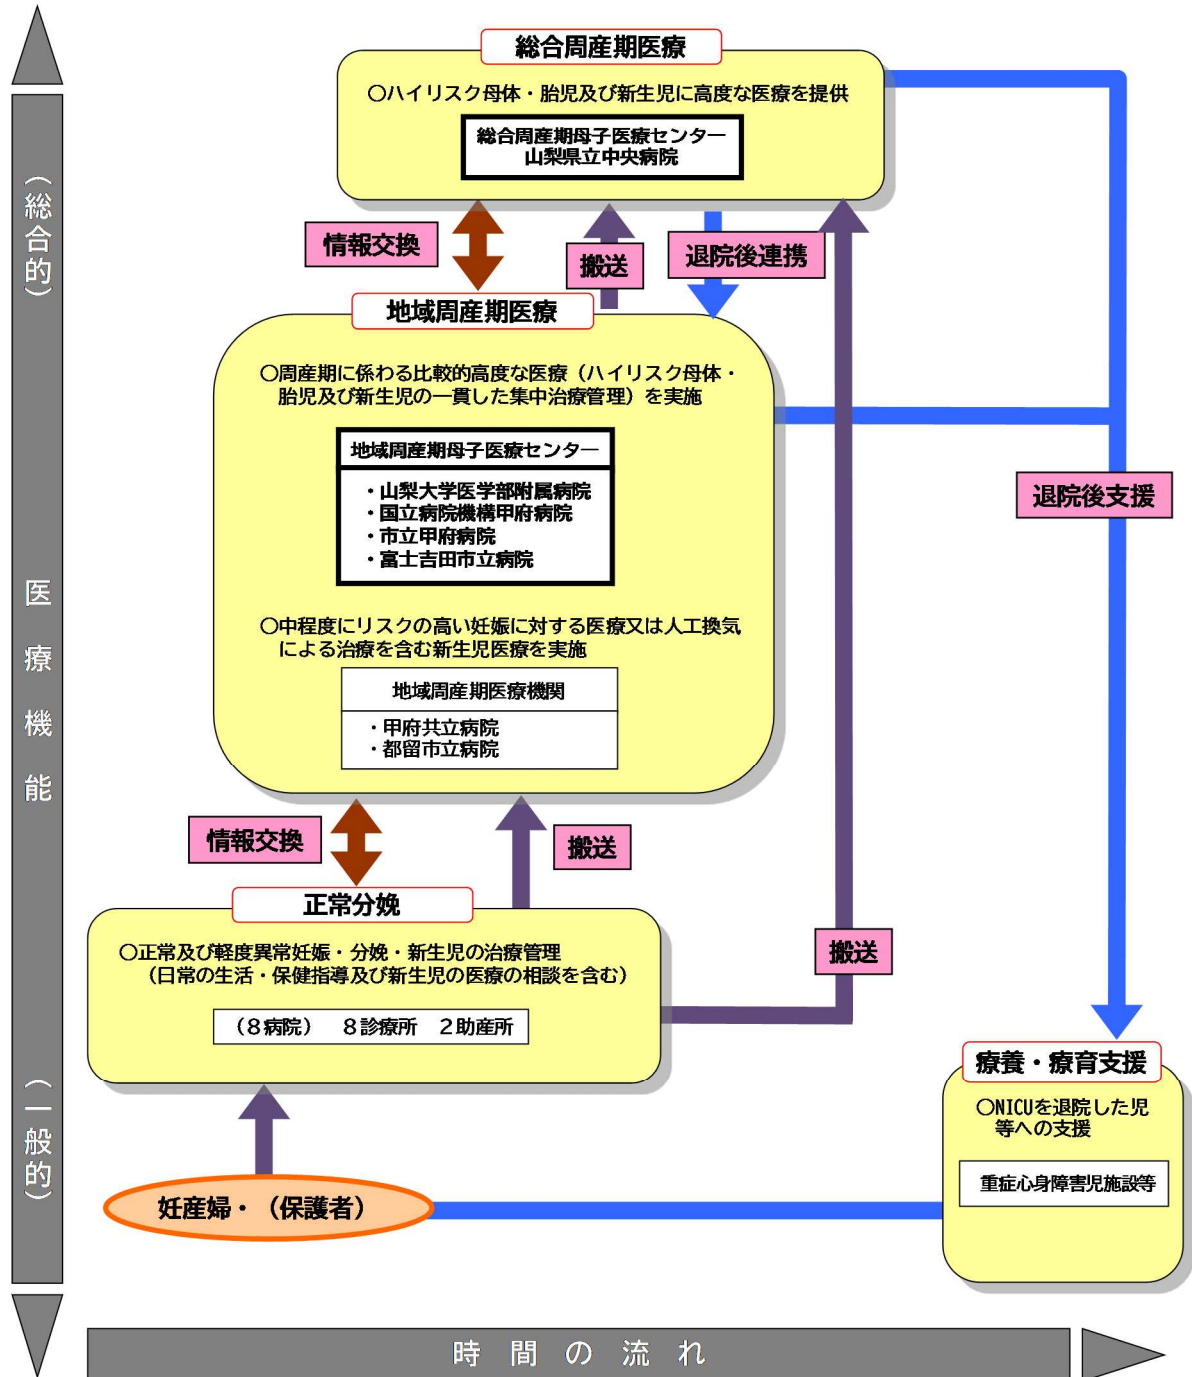 総合周産期医療
○ハイリスク母体・胎児及び新生児に高度な医療を提供
総合周産期母子医療センター
山梨県立中央病院
情報交換
搬送
退院後連携
地域周産期医療
○周産期に係わる比較的高度な医療（ハイリスク母体・
胎児及び新生児の一貫した集中治療管理）を実施
地域周産期母子医療センター
・山梨大学医学部附属病院
・国立病院機構甲府病院
・市立甲府病院
・富士吉田市立病院
○中程度にリスクの高い妊娠に対する医療又は人工換気
による治療を含む新生児医療を実施
地域周産期医療機関
・甲府共立病院
・都留市立病院
退院後支援
情報交換
搬送
正常分娩
○正常及び軽度異常妊娠・分娩・新生児の治療管理
（日常の生活・保健指導及び新生児の医療の相談を含む）
（８病院）　８診療所　２助産所
搬送
療養・療育支援
○NICUを退院した児
等への支援
重症心身障害児施設等
妊産婦・（保護者）
（総合的）
医療機能
（一般的）
時間の流れ